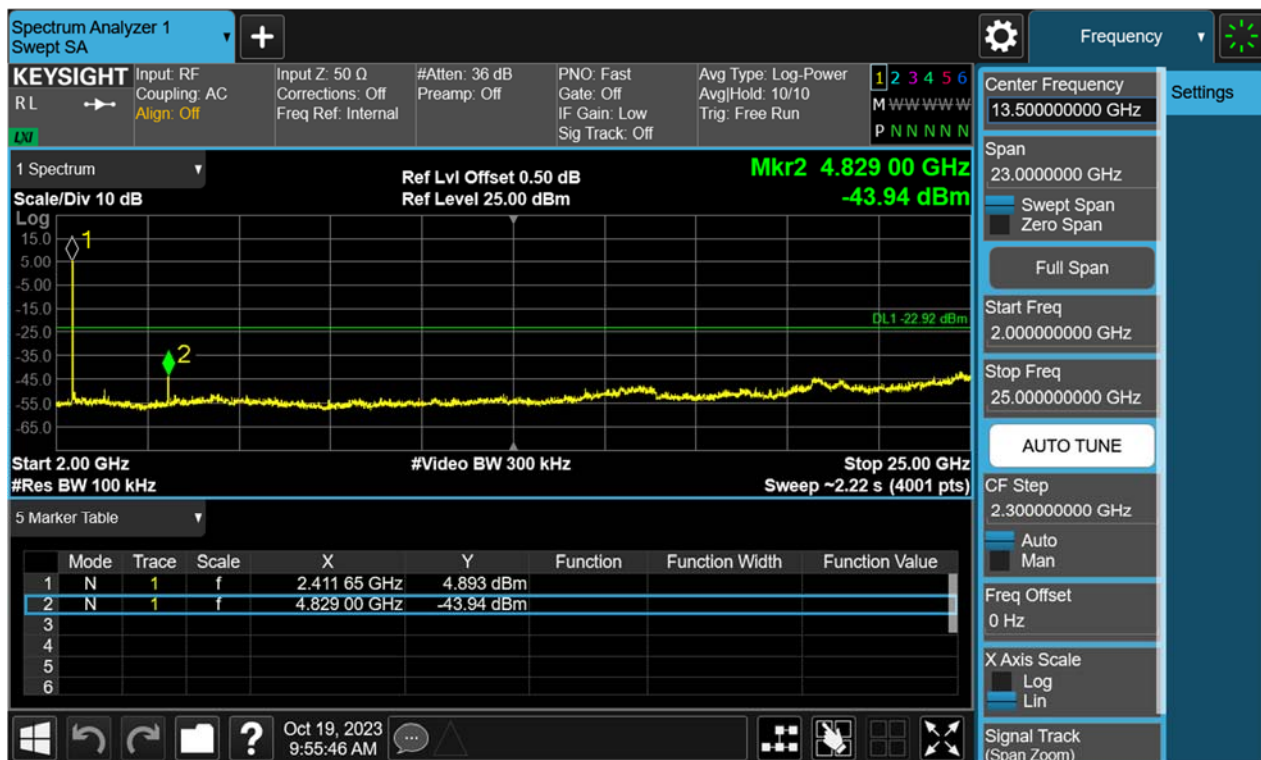 Spectrum Analyzer 1
Swept SA
Frequency
KEYSIGHT
R L
LXI
Input: RF
Coupling: AC
Align: Off
Input Z: 50 Ω
Corrections: Off
Freq Ref: Internal
#Atten: 36 dB
Preamp: Off
PNO: Fast
Gate: Off
IF Gain: Low
Sig Track: Off
Avg Type: Log-Power
Avg|Hold: 10/10
Trig: Free Run
1 2 3 4 5 6
M W W W W W
P N N N N N
1 Spectrum
Scale/Div 10 dB
Ref Lvl Offset 0.50 dB
Ref Level 25.00 dBm
Mkr2 4.829 00 GHz
-43.94 dBm
Log
15.0
5.00
-5.00
-15.0
-25.0
-35.0
-45.0
-55.0
-65.0
1
2
DL1 -22.92 dBm
Start 2.00 GHz
#Video BW 300 kHz
Stop 25.00 GHz
#Res BW 100 kHz
Sweep ~2.22 s (4001 pts)
5 Marker Table
Mode Trace Scale X Y Function Function Width Function Value
1 N 1 f 2.411 65 GHz 4.893 dBm
2 N 1 f 4.829 00 GHz -43.94 dBm
3
4
5
6
Oct 19, 2023
9:55:46 AM
Center Frequency
13.500000000 GHz
Settings
Span
23.0000000 GHz
Swept Span
Zero Span
Full Span
Start Freq
2.000000000 GHz
Stop Freq
25.000000000 GHz
AUTO TUNE
CF Step
2.300000000 GHz
Auto
Man
Freq Offset
0 Hz
X Axis Scale
Log
Lin
Signal Track
(Span Zoom)